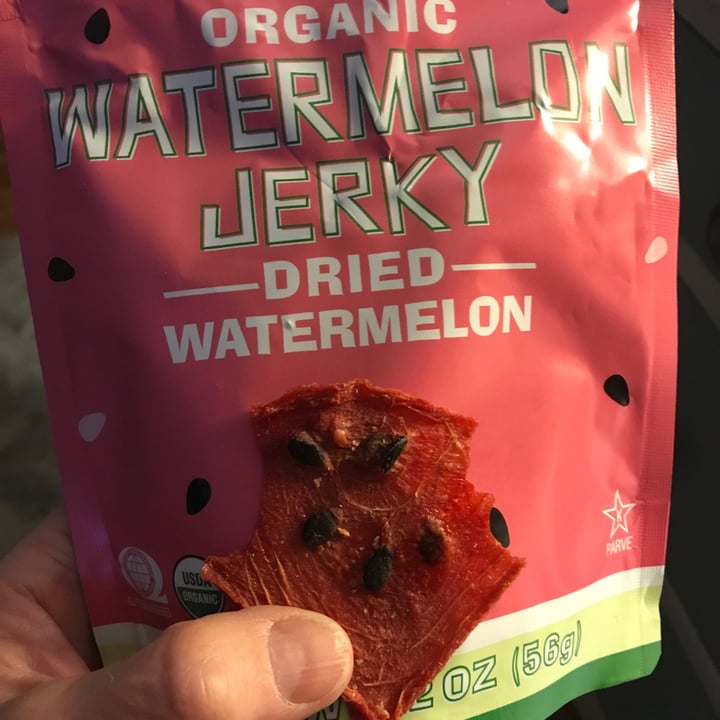 ORGANIC
WATERMELON
JERKY
DRIED
WATERMELON
K
PARVE
USDA
ORGANIC
OZ (56g)